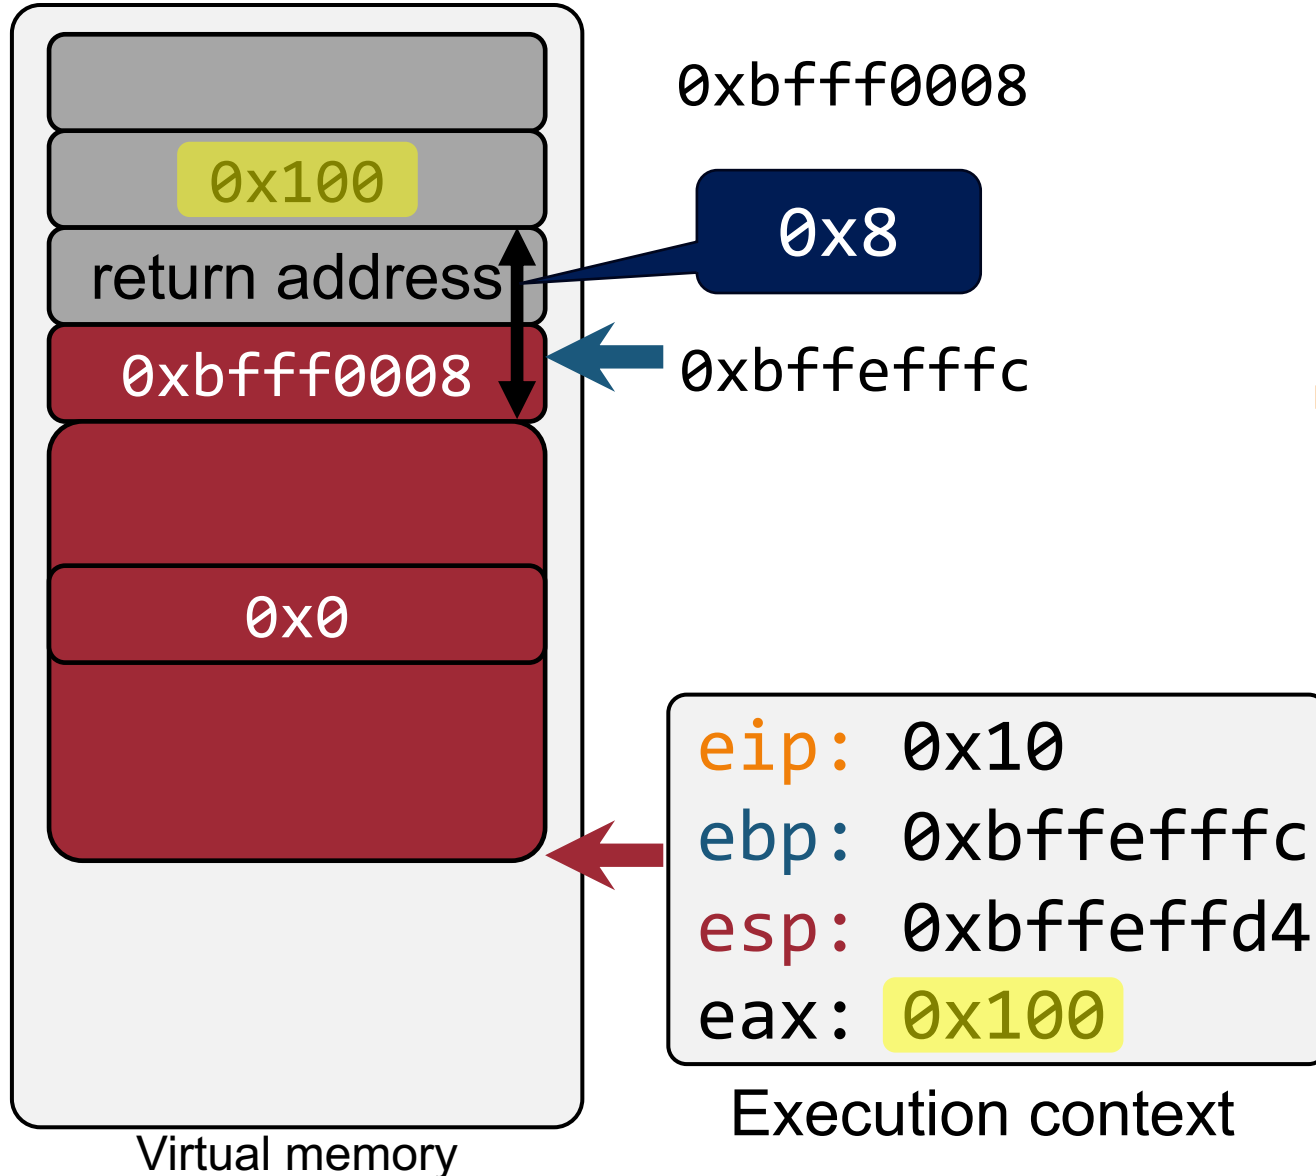 0xbfff0008
0x100
0x8
return address
0xbfff0008
0xbffefffc
0x0
eip: 0x10
ebp: 0xbffefffc
esp: 0xbffeffd4
eax: 0x100
Execution context
Virtual memory